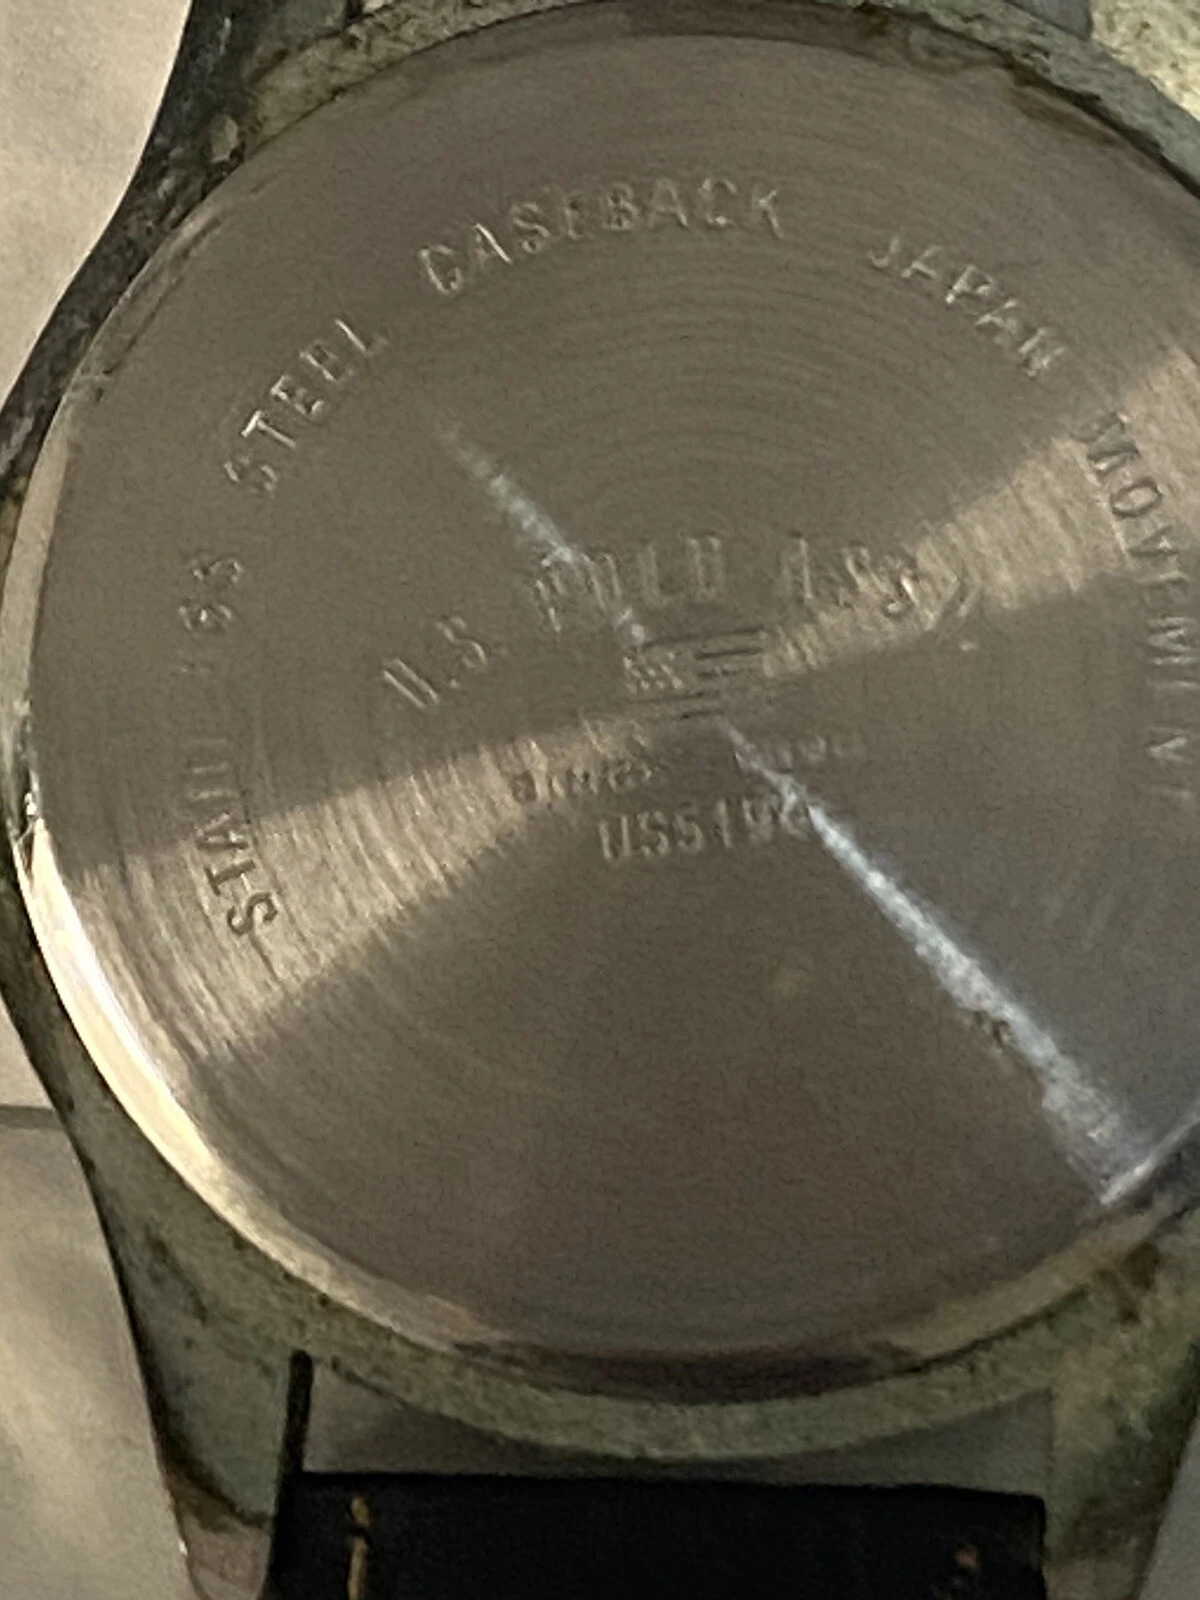 STAINLESS STEEL CASEBACK JAPAN MOVEMENT
U.S. POLO ASSN.